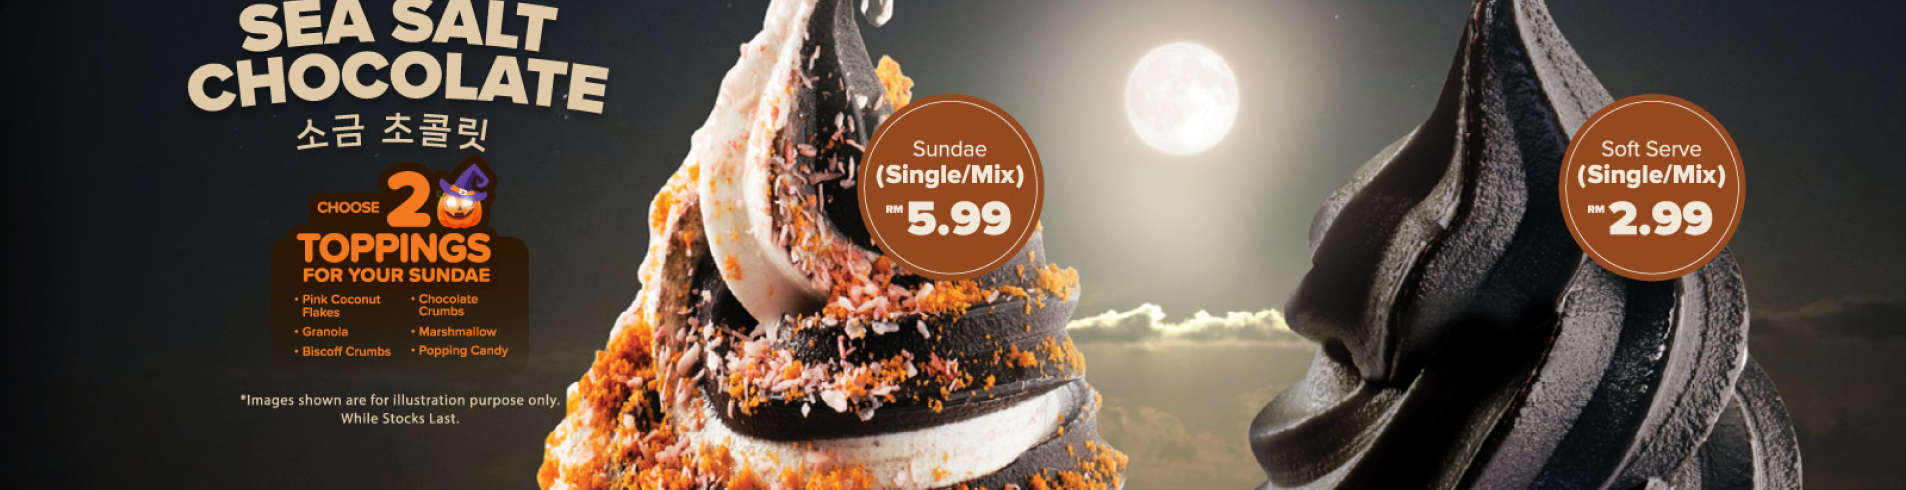 SEA SALT
CHOCOLATE
소금 초콜릿
CHOOSE 2
TOPPINGS
FOR YOUR SUNDAE
• Pink Coconut
Flakes
• Granola
• Biscoff Crumbs
• Chocolate
Crumbs
• Marshmallow
• Popping Candy
*Images shown are for illustration purpose only.
While Stocks Last.
Sundae
(Single/Mix)
RM 5.99
Soft Serve
(Single/Mix)
RM 2.99